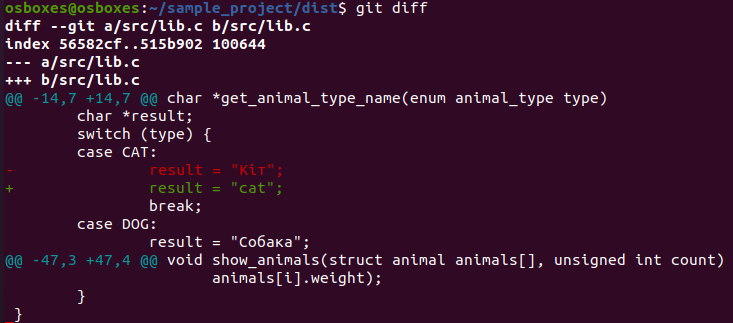 osboxes@osboxes:~/sample_project/dist$ git diff
diff --git a/src/lib.c b/src/lib.c
index 56582cf..515b902 100644
--- a/src/lib.c
+++ b/src/lib.c
@@ -14,7 +14,7 @@ char *get_animal_type_name(enum animal_type type)
        char *result;
        switch (type) {
        case CAT:
-               result = "Кіт";
+               result = "cat";
                break;
        case DOG:
                result = "Собака";
@@ -47,3 +47,4 @@ void show_animals(struct animal animals[], unsigned int count)
                       animals[i].weight);
        }
 }